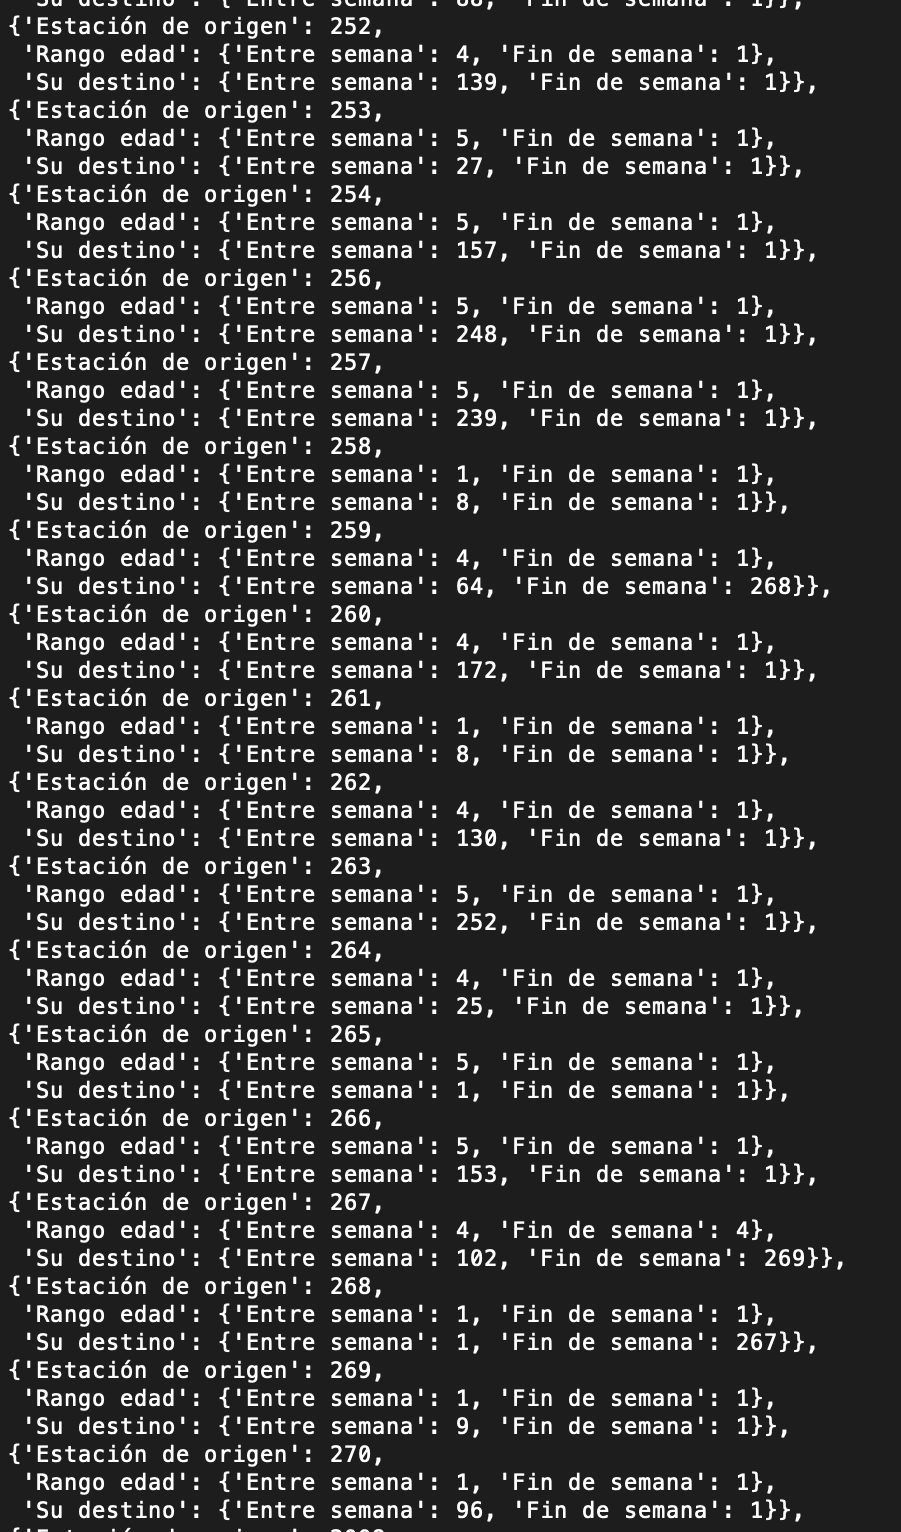 'Su destino': {'Entre semana': 88, 'Fin de semana': 1}},
{'Estación de origen': 252,
'Rango edad': {'Entre semana': 4, 'Fin de semana': 1},
'Su destino': {'Entre semana': 139, 'Fin de semana': 1}},
{'Estación de origen': 253,
'Rango edad': {'Entre semana': 5, 'Fin de semana': 1},
'Su destino': {'Entre semana': 27, 'Fin de semana': 1}},
{'Estación de origen': 254,
'Rango edad': {'Entre semana': 5, 'Fin de semana': 1},
'Su destino': {'Entre semana': 157, 'Fin de semana': 1}},
{'Estación de origen': 256,
'Rango edad': {'Entre semana': 5, 'Fin de semana': 1},
'Su destino': {'Entre semana': 248, 'Fin de semana': 1}},
{'Estación de origen': 257,
'Rango edad': {'Entre semana': 5, 'Fin de semana': 1},
'Su destino': {'Entre semana': 239, 'Fin de semana': 1}},
{'Estación de origen': 258,
'Rango edad': {'Entre semana': 1, 'Fin de semana': 1},
'Su destino': {'Entre semana': 8, 'Fin de semana': 1}},
{'Estación de origen': 259,
'Rango edad': {'Entre semana': 4, 'Fin de semana': 1},
'Su destino': {'Entre semana': 64, 'Fin de semana': 268}},
{'Estación de origen': 260,
'Rango edad': {'Entre semana': 4, 'Fin de semana': 1},
'Su destino': {'Entre semana': 172, 'Fin de semana': 1}},
{'Estación de origen': 261,
'Rango edad': {'Entre semana': 1, 'Fin de semana': 1},
'Su destino': {'Entre semana': 8, 'Fin de semana': 1}},
{'Estación de origen': 262,
'Rango edad': {'Entre semana': 4, 'Fin de semana': 1},
'Su destino': {'Entre semana': 130, 'Fin de semana': 1}},
{'Estación de origen': 263,
'Rango edad': {'Entre semana': 5, 'Fin de semana': 1},
'Su destino': {'Entre semana': 252, 'Fin de semana': 1}},
{'Estación de origen': 264,
'Rango edad': {'Entre semana': 4, 'Fin de semana': 1},
'Su destino': {'Entre semana': 25, 'Fin de semana': 1}},
{'Estación de origen': 265,
'Rango edad': {'Entre semana': 5, 'Fin de semana': 1},
'Su destino': {'Entre semana': 1, 'Fin de semana': 1}},
{'Estación de origen': 266,
'Rango edad': {'Entre semana': 5, 'Fin de semana': 1},
'Su destino': {'Entre semana': 153, 'Fin de semana': 1}},
{'Estación de origen': 267,
'Rango edad': {'Entre semana': 4, 'Fin de semana': 4},
'Su destino': {'Entre semana': 102, 'Fin de semana': 269}},
{'Estación de origen': 268,
'Rango edad': {'Entre semana': 1, 'Fin de semana': 1},
'Su destino': {'Entre semana': 1, 'Fin de semana': 267}},
{'Estación de origen': 269,
'Rango edad': {'Entre semana': 1, 'Fin de semana': 1},
'Su destino': {'Entre semana': 9, 'Fin de semana': 1}},
{'Estación de origen': 270,
'Rango edad': {'Entre semana': 1, 'Fin de semana': 1},
'Su destino': {'Entre semana': 96, 'Fin de semana': 1}},